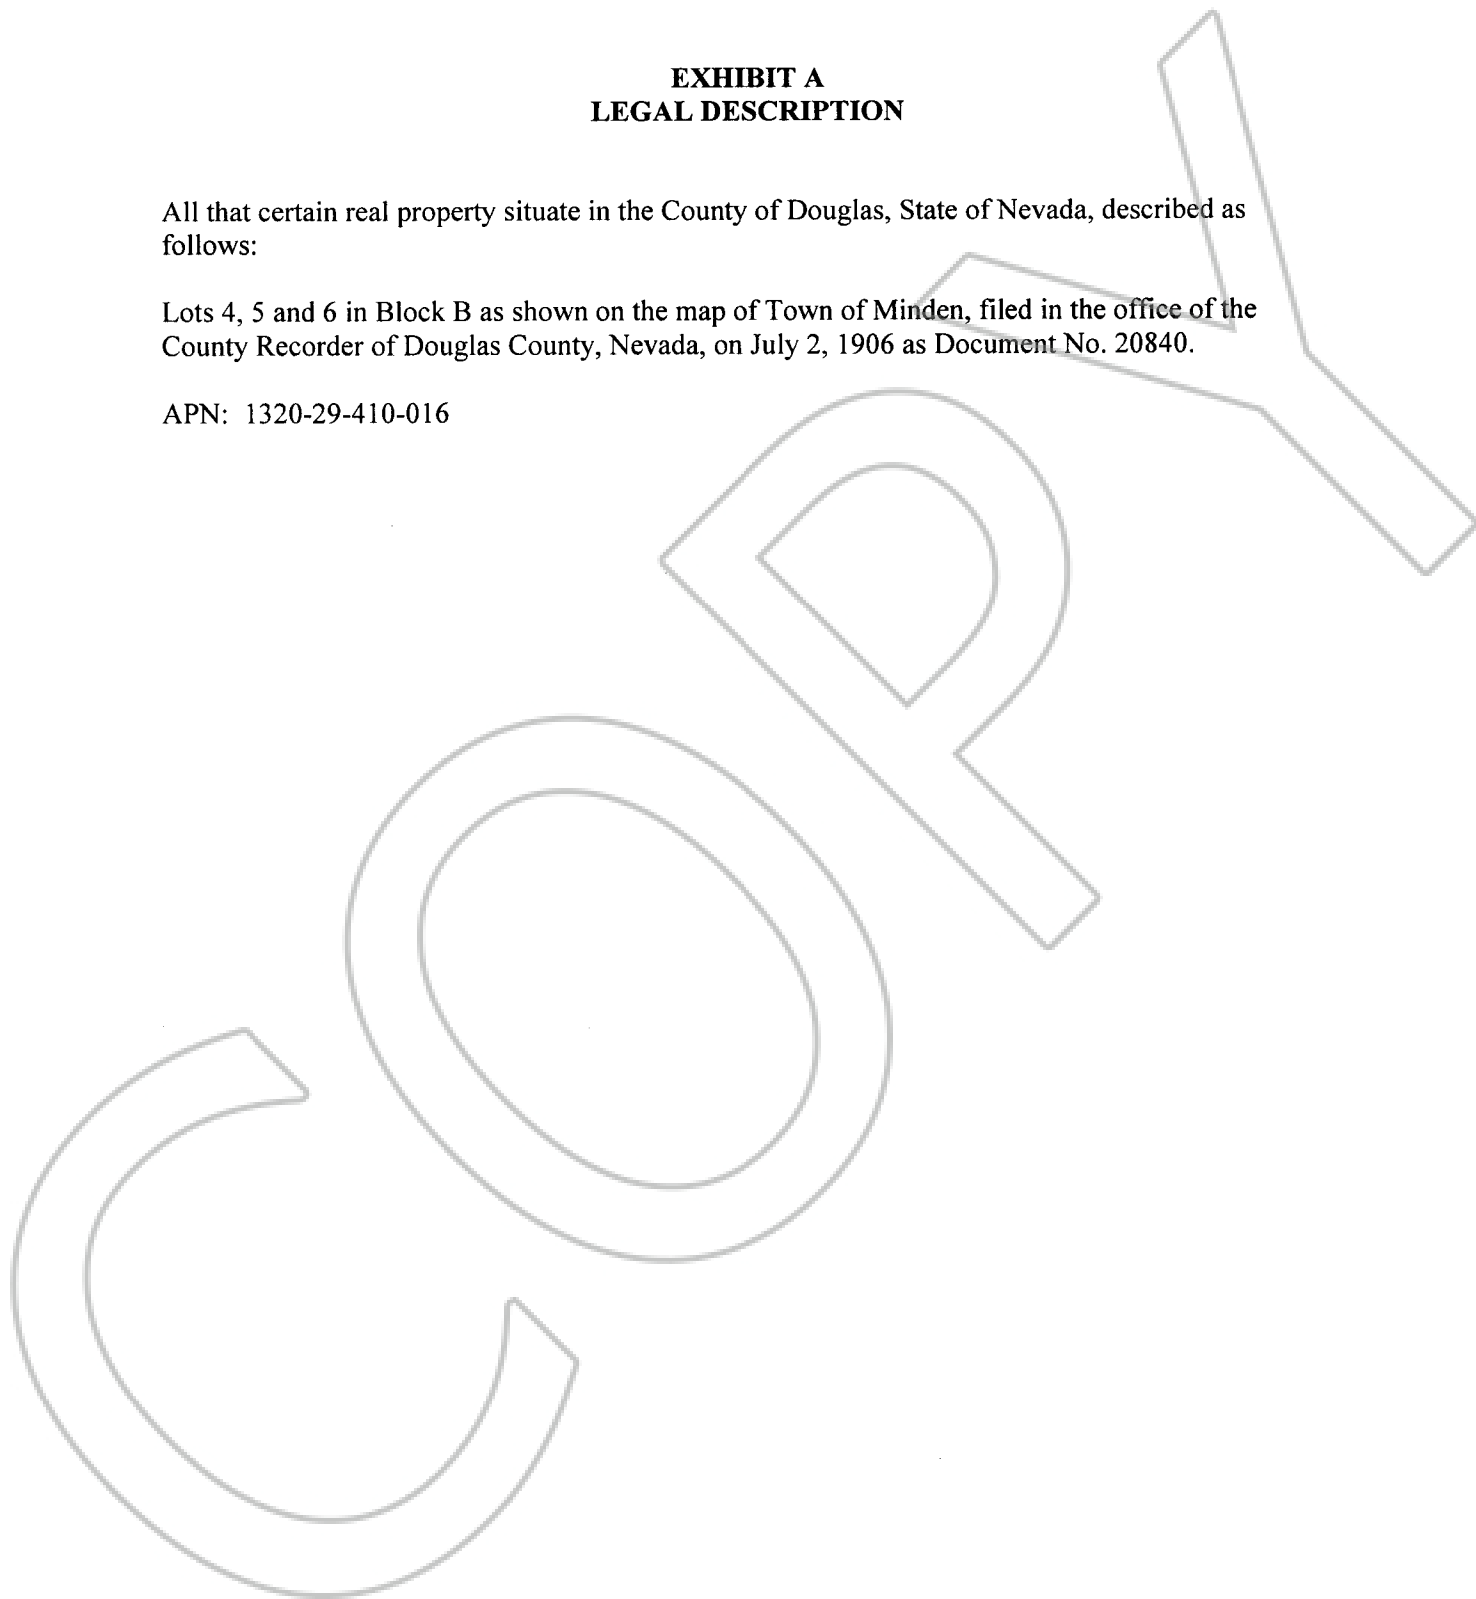 EXHIBIT A
LEGAL DESCRIPTION
All that certain real property situate in the County of Douglas, State of Nevada, described as
follows:
Lots 4, 5 and 6 in Block B as shown on the map of Town of Minden, filed in the office of the
County Recorder of Douglas County, Nevada, on July 2, 1906 as Document No. 20840.
APN: 1320-29-410-016
COPY